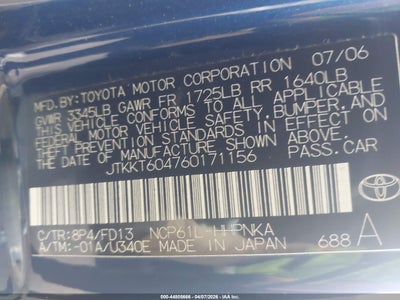 MFD.BY:TOYOTA MOTOR CORPORATION 07/06
GVWR 3345LB GAWR FR 1725LB RR 1640LB
THIS VEHICLE CONFORMS TO ALL APPLICABLE
FEDERAL MOTOR VEHICLE SAFETY, BUMPER, AND
THEFT PREVENTION STANDARDS IN EFFECT ON
THE DATE OF MANUFACTURE SHOWN ABOVE.
JTKKT604760171156 PASS.CAR
C/TR:8P4/FD13 NCP61L-HHPNKA
A/TM:-01A/U340E MADE IN JAPAN 688 A
TOYOTA
000-44808688 - 04/07/2026 - IAA